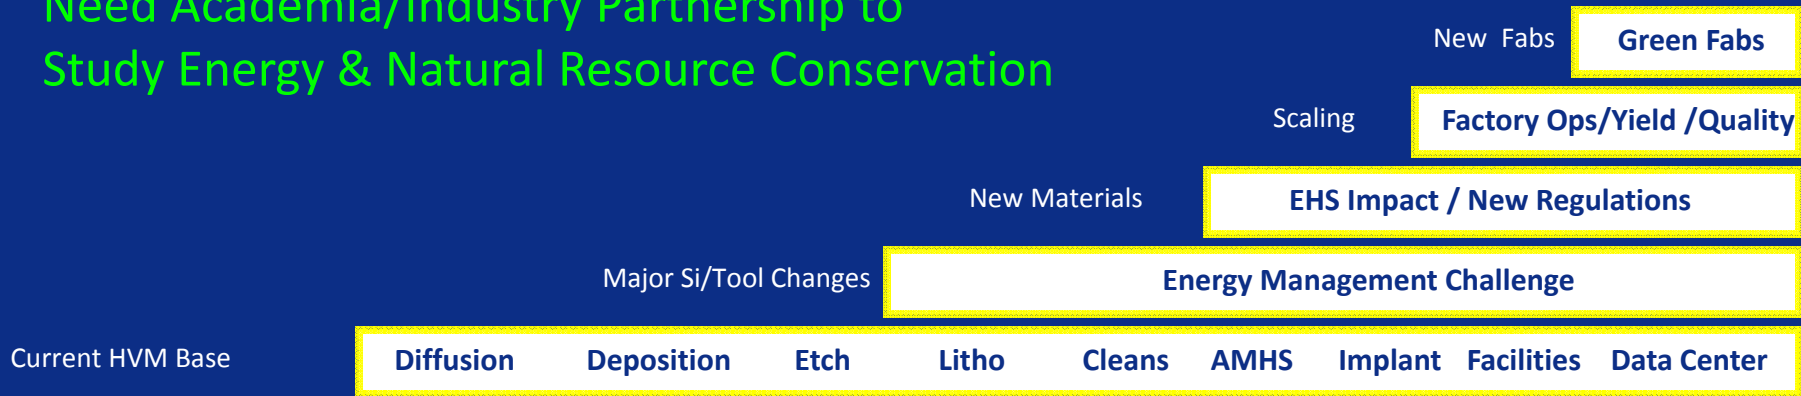 Need Academia/Industry Partnership to
Study Energy & Natural Resource Conservation
New Fabs Green Fabs
Scaling Factory Ops/Yield /Quality
New Materials EHS Impact / New Regulations
Major Si/Tool Changes Energy Management Challenge
Current HVM Base Diffusion Deposition Etch Litho Cleans AMHS Implant Facilities Data Center